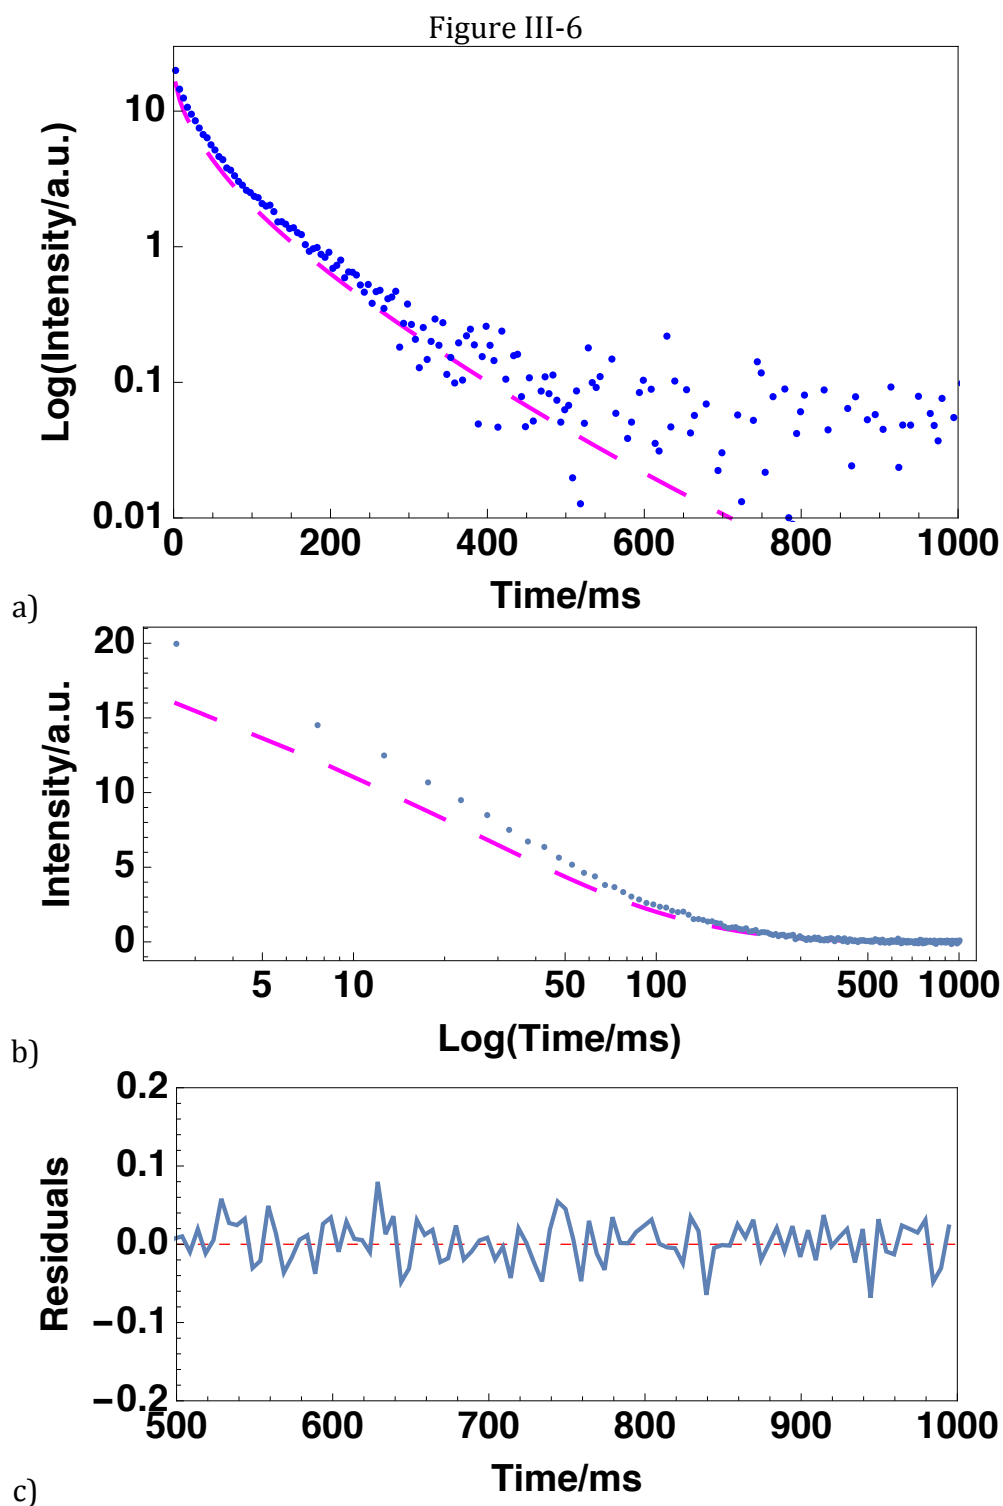 Figure III-6
Log(Intensity/a.u.)
10
1
0.1
0.01
0 200 400 600 800 1000
Time/ms
a)
Intensity/a.u.
20
15
10
5
0
5 10 50 100 500 1000
Log(Time/ms)
b)
Residuals
0.2
0.1
0.0
−0.1
−0.2
500 600 700 800 900 1000
Time/ms
c)